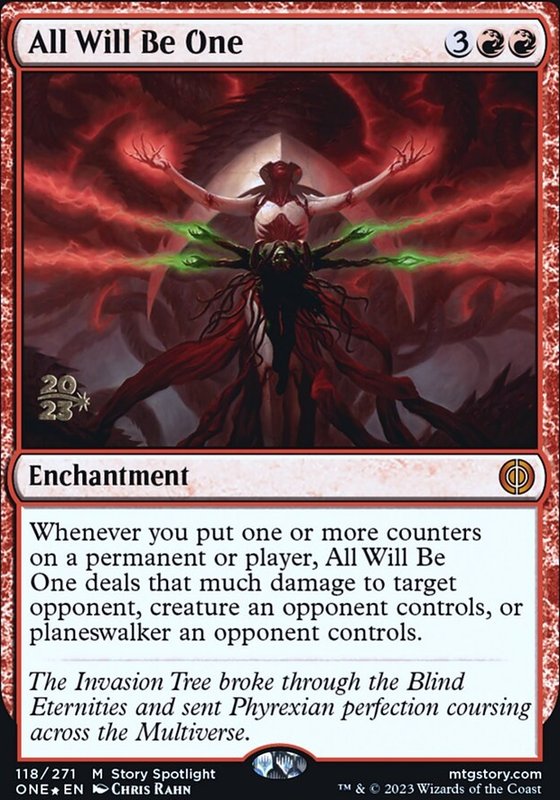 All Will Be One 3
20
23
Enchantment
Whenever you put one or more counters
on a permanent or player, All Will Be
One deals that much damage to target
opponent, creature an opponent controls, or
planeswalker an opponent controls.
The Invasion Tree broke through the Blind
Eternities and sent Phyrexian perfection coursing
across the Multiverse.
118/271 M Story Spotlight mtgstory.com
ONE★EN Chris Rahn ™ & © 2023 Wizards of the Coast